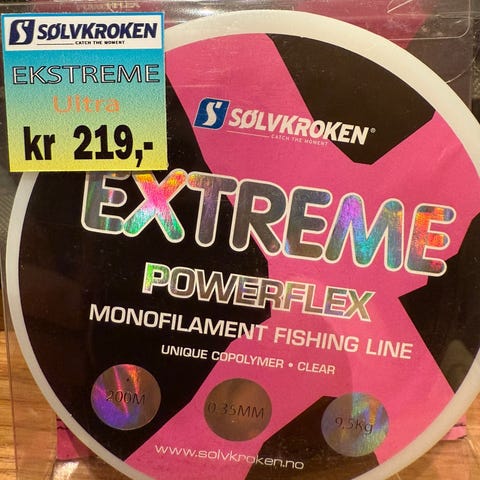 SØLVKROKEN
CATCH THE MOMENT
EKSTREME
Ultra
kr 219,-
SØLVKROKEN®
CATCH THE MOMENT
EXTREME
POWERFLEX
MONOFILAMENT FISHING LINE
UNIQUE COPOLYMER • CLEAR
200M
0.35MM
9,5Kg
www.solvkroken.no